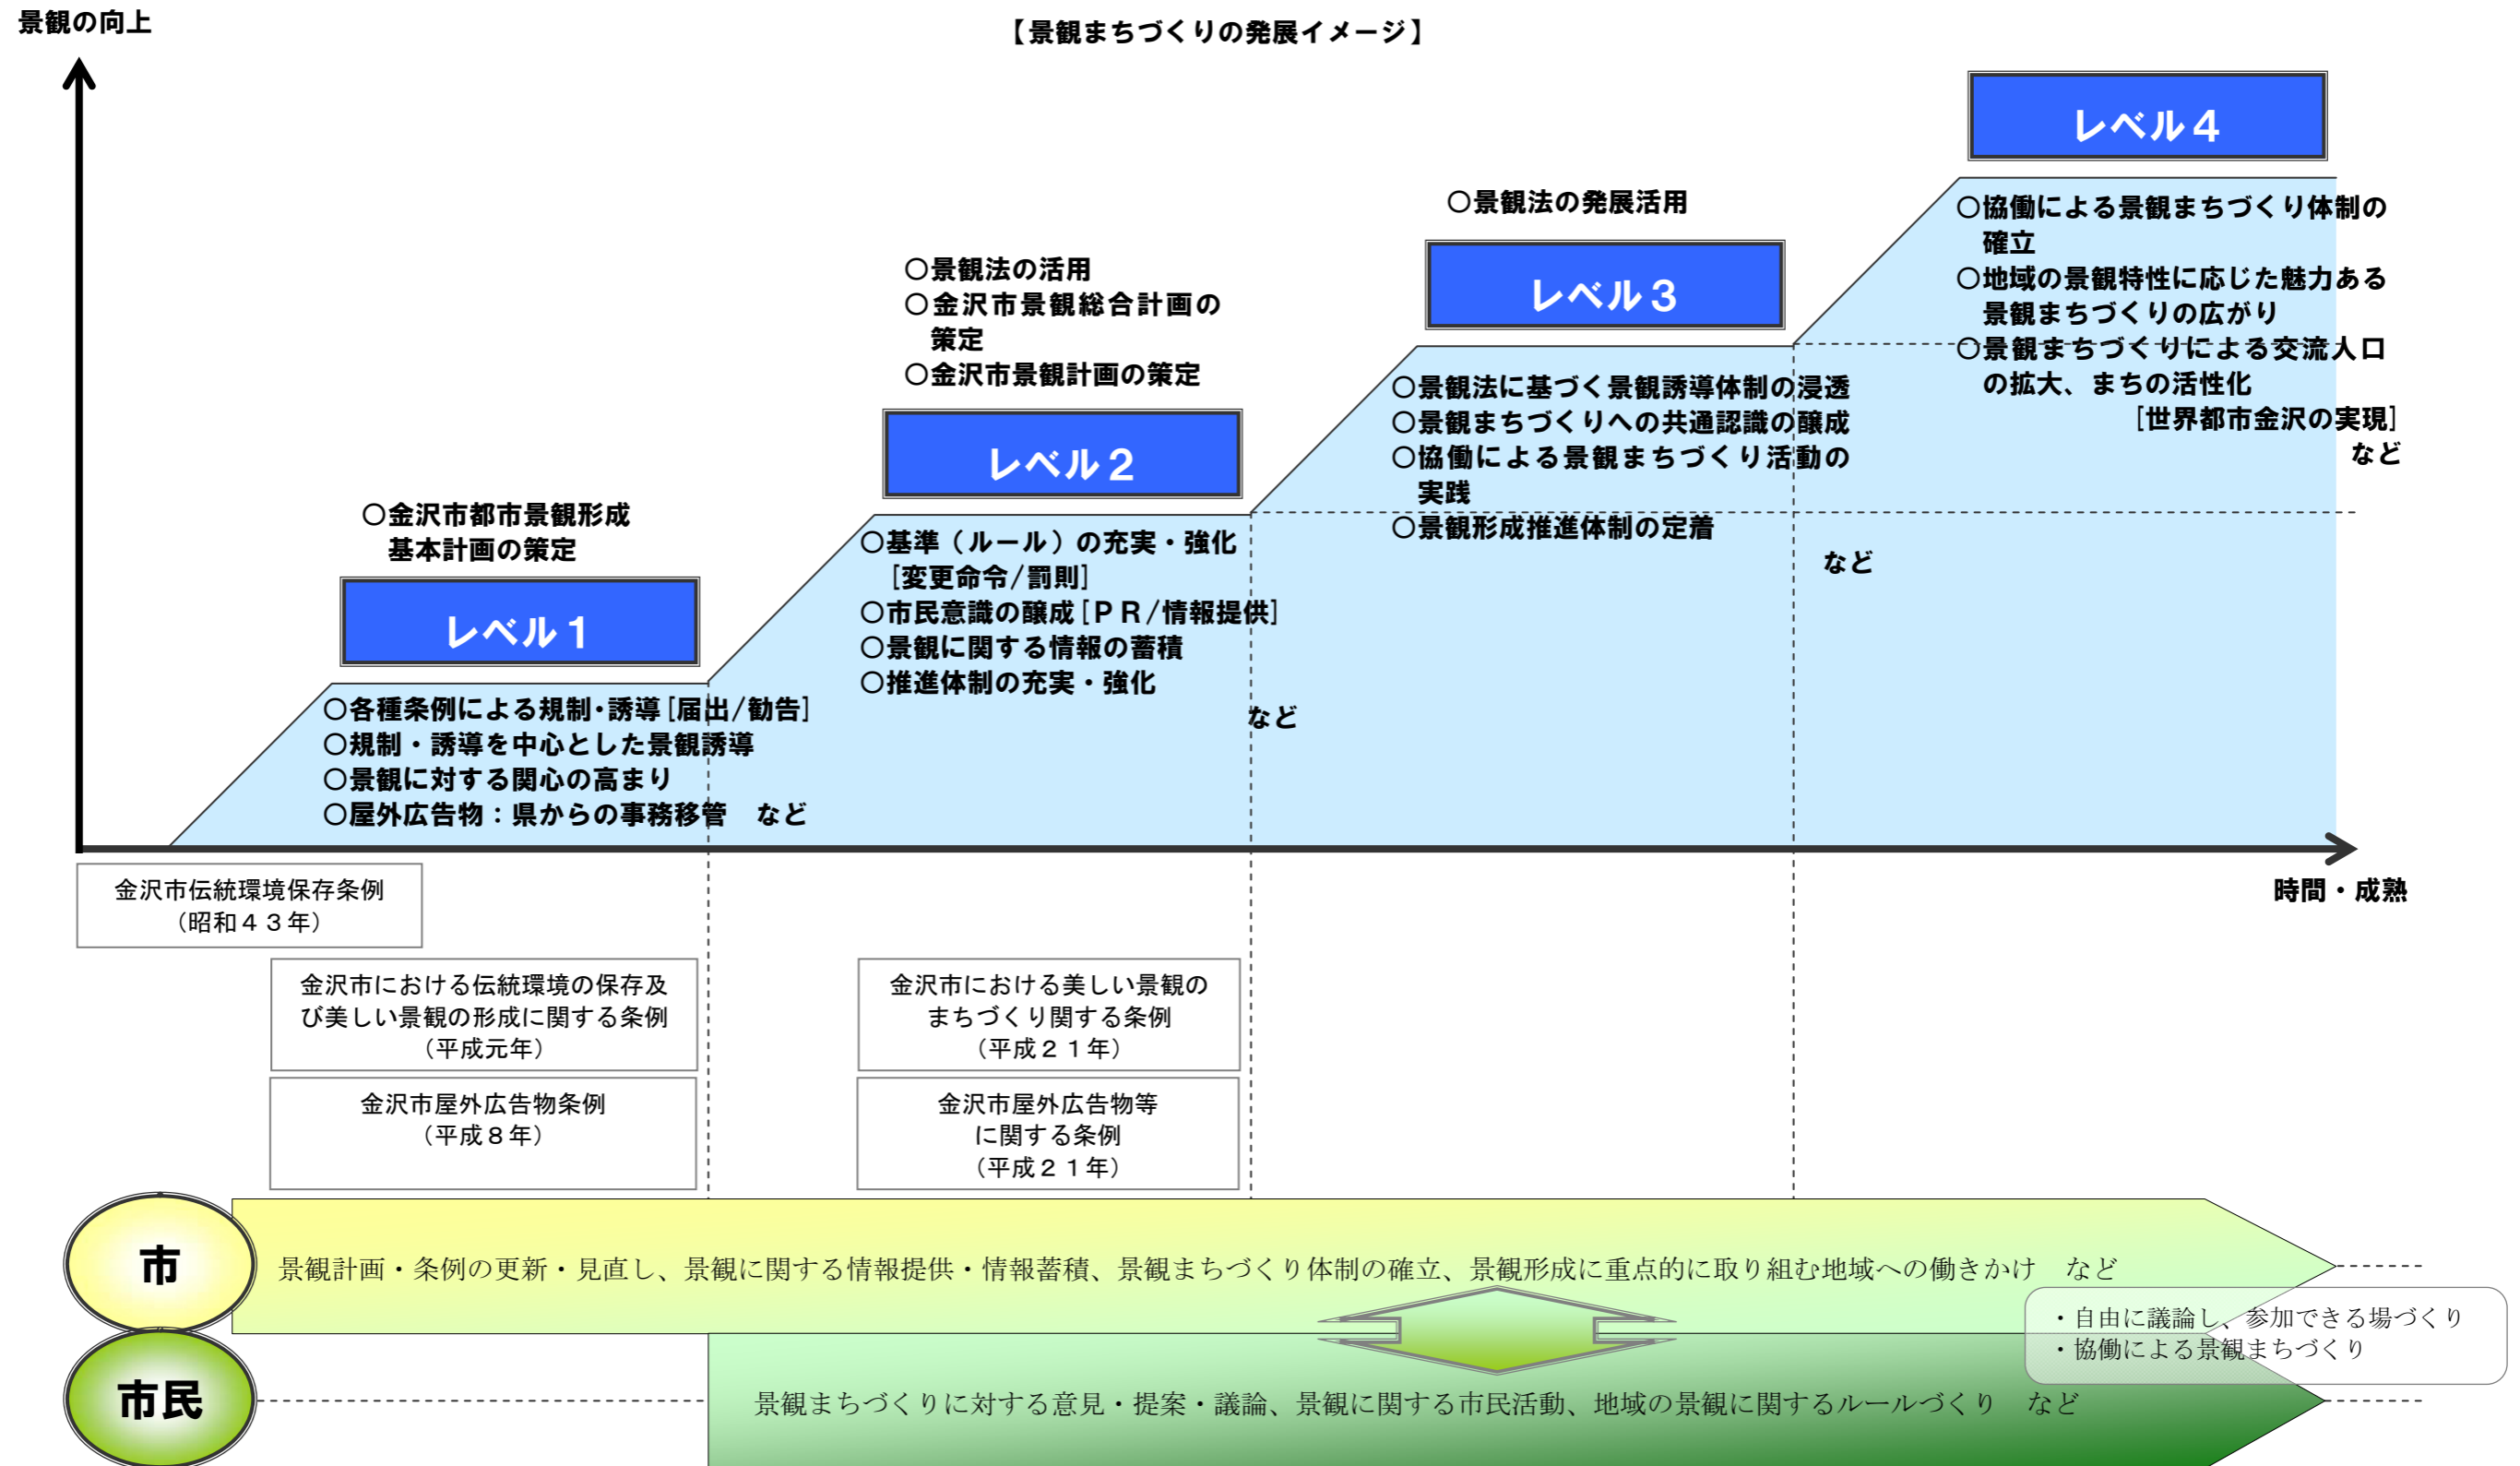 景観の向上
【景観まちづくりの発展イメージ】
レベル４
○協働による景観まちづくり体制の
確立
○地域の景観特性に応じた魅力ある
景観まちづくりの広がり
○景観まちづくりによる交流人口
の拡大、まちの活性化
[世界都市金沢の実現]
など
○景観法の発展活用
レベル３
○景観法に基づく景観誘導体制の浸透
○景観まちづくりへの共通認識の醸成
○協働による景観まちづくり活動の
実践
○景観形成推進体制の定着
など
○景観法の活用
○金沢市景観総合計画の
策定
○金沢市景観計画の策定
レベル２
○基準（ルール）の充実・強化
[変更命令/罰則]
○市民意識の醸成[ＰＲ/情報提供]
○景観に関する情報の蓄積
○推進体制の充実・強化
など
○金沢市都市景観形成
基本計画の策定
レベル１
○各種条例による規制･誘導[届出/勧告]
○規制・誘導を中心とした景観誘導
○景観に対する関心の高まり
○屋外広告物：県からの事務移管　など
時間・成熟
金沢市伝統環境保存条例
（昭和４３年）
金沢市における伝統環境の保存及
び美しい景観の形成に関する条例
（平成元年）
金沢市屋外広告物条例
（平成８年）
金沢市における美しい景観の
まちづくり関する条例
（平成２１年）
金沢市屋外広告物等
に関する条例
（平成２１年）
市
景観計画・条例の更新・見直し、景観に関する情報提供・情報蓄積、景観まちづくり体制の確立、景観形成に重点的に取り組む地域への働きかけ　など
・自由に議論し、参加できる場づくり
・協働による景観まちづくり
市民
景観まちづくりに対する意見・提案・議論、景観に関する市民活動、地域の景観に関するルールづくり　など